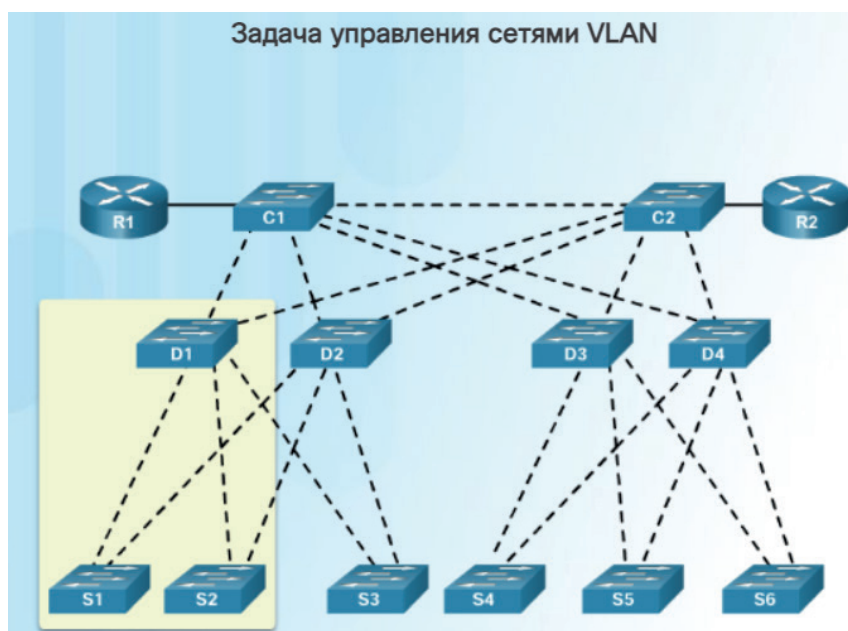 Задача управления сетями VLAN
R1
C1
C2
R2
D1
D2
D3
D4
S1
S2
S3
S4
S5
S6